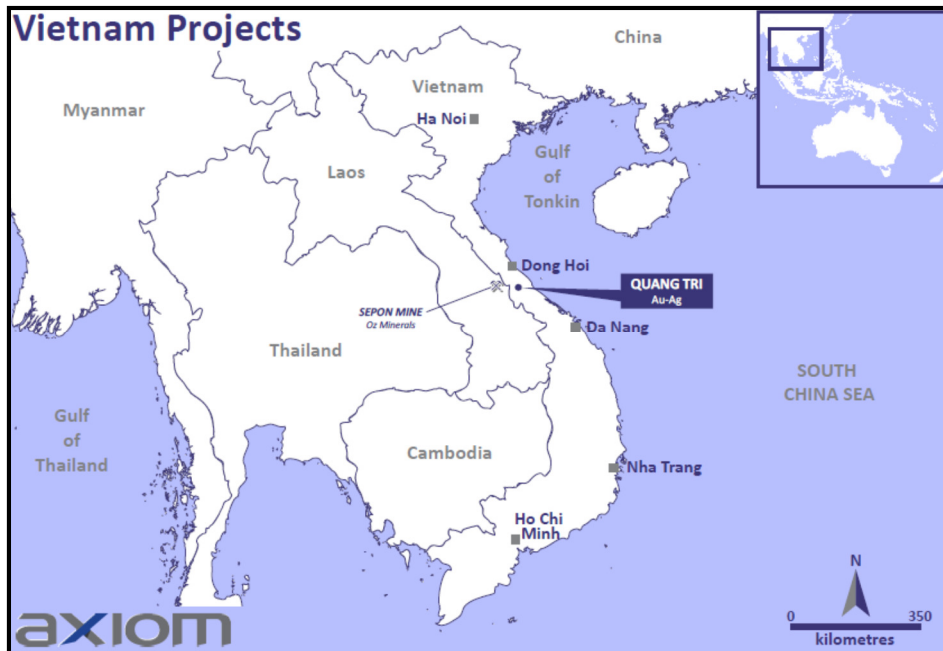 Vietnam Projects
China
Myanmar
Vietnam
Ha Noi
Gulf
of
Tonkin
Laos
Dong Hoi
QUANG TRI
Au-Ag
SEPON MINE
Oz Minerals
Da Nang
Thailand
SOUTH
CHINA SEA
Gulf
of
Thailand
Cambodia
Nha Trang
Ho Chi
Minh
N
0
350
kilometres
axiom